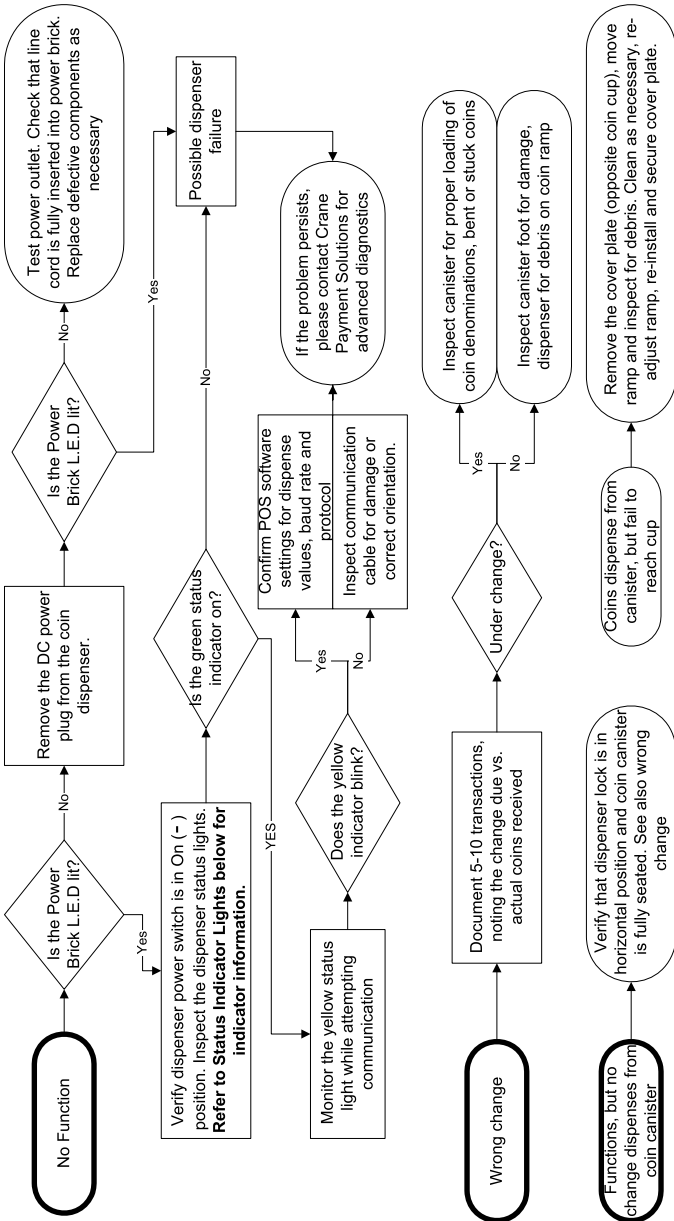 No Function
Is the Power
Brick L.E.D lit?
No
Remove the DC power
plug from the coin
dispenser.
Is the Power
Brick L.E.D lit?
No
Test power outlet. Check that line
cord is fully inserted into power brick.
Replace defective components as
necessary
Yes
Yes
Verify dispenser power switch is in On ( - )
position. Inspect the dispenser status lights.
Refer to Status Indicator Lights below for
indicator information.
Is the green status
indicator on?
No
Possible dispenser
failure
YES
Monitor the yellow status
light while attempting
communication
Does the yellow
indicator blink?
Yes
No
Confirm POS software
settings for dispense
values, baud rate and
protocol
Inspect communication
cable for damage or
correct orientation.
If the problem persists,
please contact Crane
Payment Solutions for
advanced diagnostics
Wrong change
Document 5-10 transactions,
noting the change due vs.
actual coins received
Under change?
Yes
No
Inspect canister for proper loading of
coin denominations, bent or stuck coins
Inspect canister foot for damage,
dispenser for debris on coin ramp
Functions, but no
change dispenses from
coin canister
Verify that dispenser lock is in
horizontal position and coin canister
is fully seated. See also wrong
change
Coins dispense from
canister, but fail to
reach cup
Remove the cover plate (opposite coin cup), move
ramp and inspect for debris. Clean as necessary, re-
adjust ramp, re-install and secure cover plate.